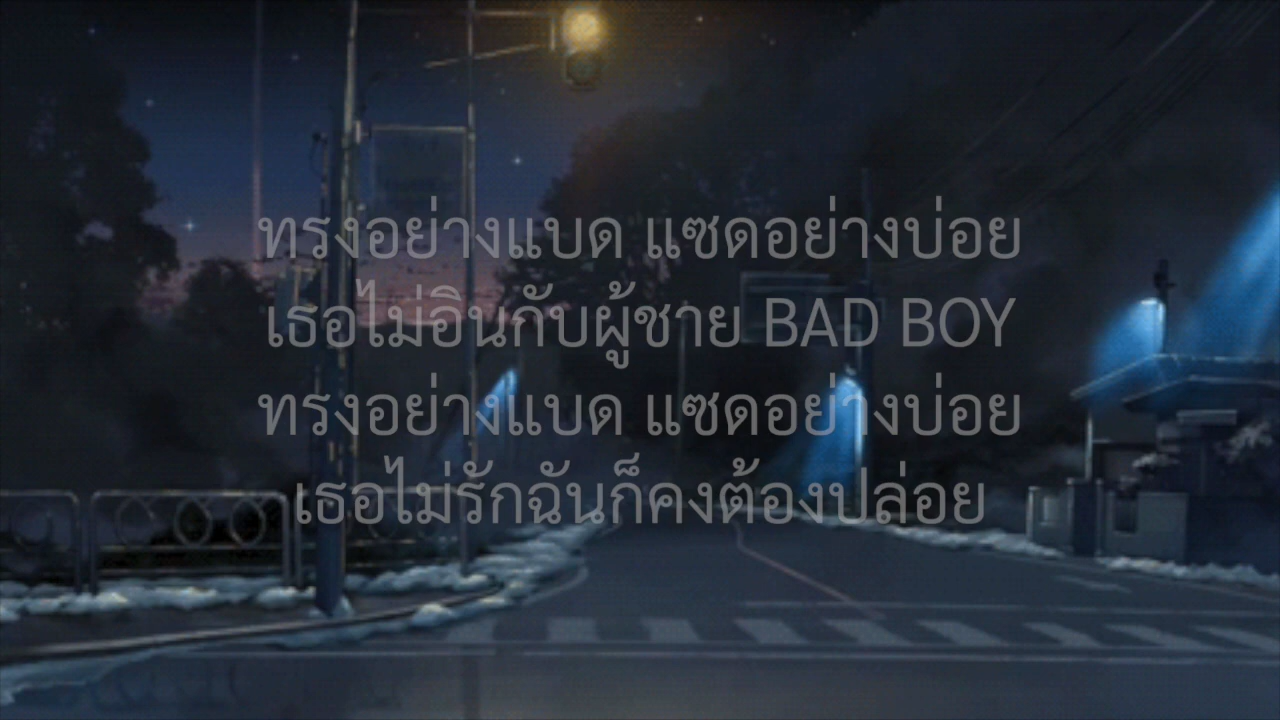 ทรงอย่างแบด แซดอย่างบ่อย
เธอไม่อินกับผู้ชาย BAD BOY
ทรงอย่างแบด แซดอย่างบ่อย
เธอไม่รักฉันก็คงต้องปล่อย